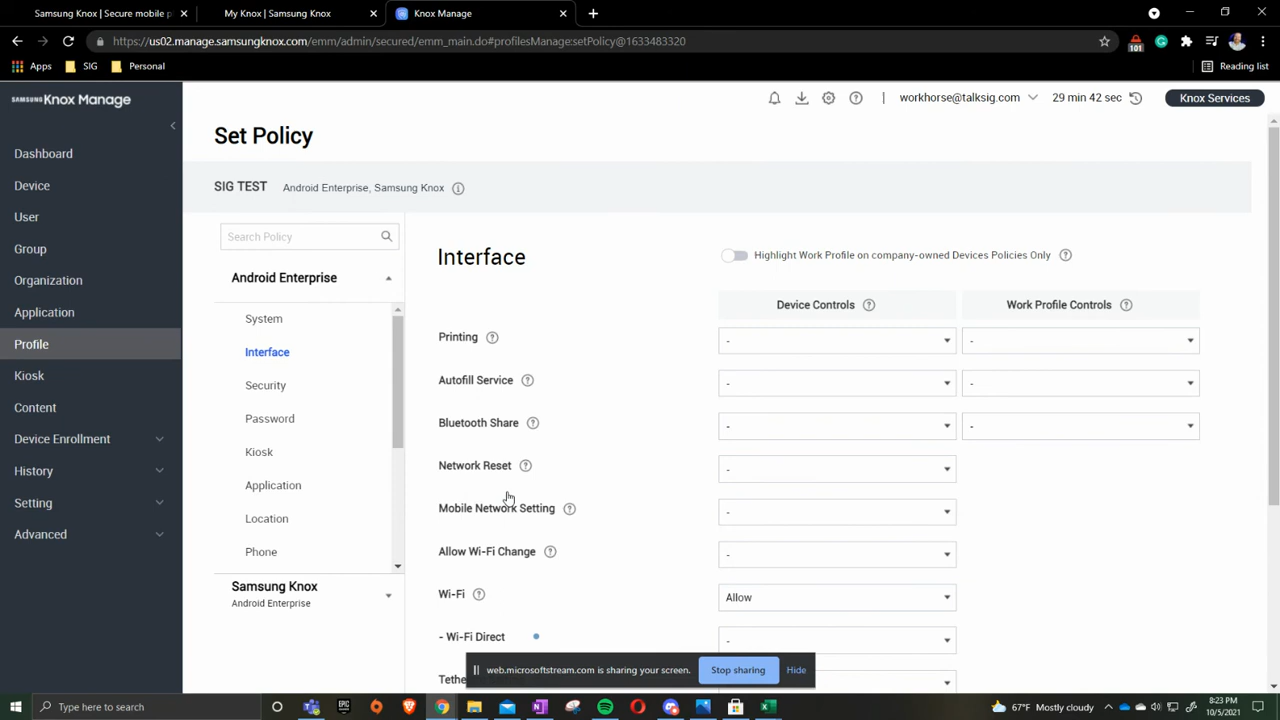 Samsung Knox | Secure mobile p
My Knox | Samsung Knox
Knox Manage
https://us02.manage.samsungknox.com/emm/admin/secured/emm_main.do#profilesManage:setPolicy@1633483320
101
Apps
SIG
Personal
Reading list
SAMSUNG Knox Manage
workhorse@talksig.com
29 min 42 sec
Knox Services
Dashboard
Device
User
Group
Organization
Application
Profile
Kiosk
Content
Device Enrollment
History
Setting
Advanced
Set Policy
SIG TEST
Android Enterprise, Samsung Knox
Search Policy
Android Enterprise
System
Interface
Security
Password
Kiosk
Application
Location
Phone
Samsung Knox
Android Enterprise
Interface
Highlight Work Profile on company-owned Devices Policies Only
Device Controls
Work Profile Controls
Printing
-
-
Autofill Service
-
-
Bluetooth Share
-
-
Network Reset
-
Mobile Network Setting
-
Allow Wi-Fi Change
-
Wi-Fi
Allow
- Wi-Fi Direct
-
web.microsoftstream.com is sharing your screen.
Stop sharing
Hide
Type here to search
67°F Mostly cloudy
8:23 PM
10/5/2021